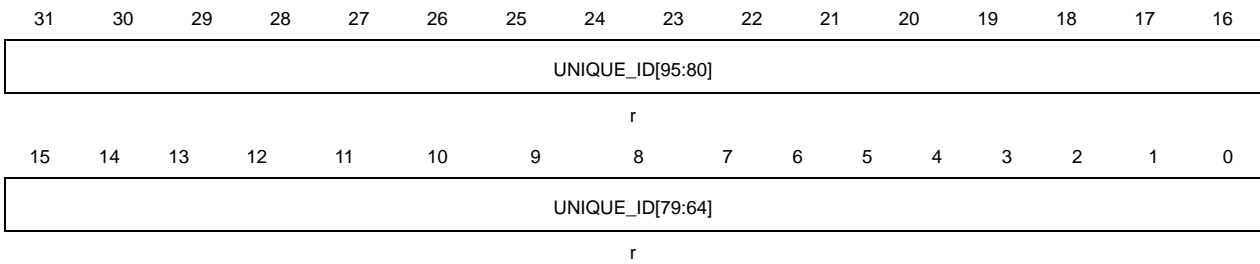 31 30 29 28 27 26 25 24 23 22 21 20 19 18 17 16
UNIQUE_ID[95:80]
r
15 14 13 12 11 10 9 8 7 6 5 4 3 2 1 0
UNIQUE_ID[79:64]
r